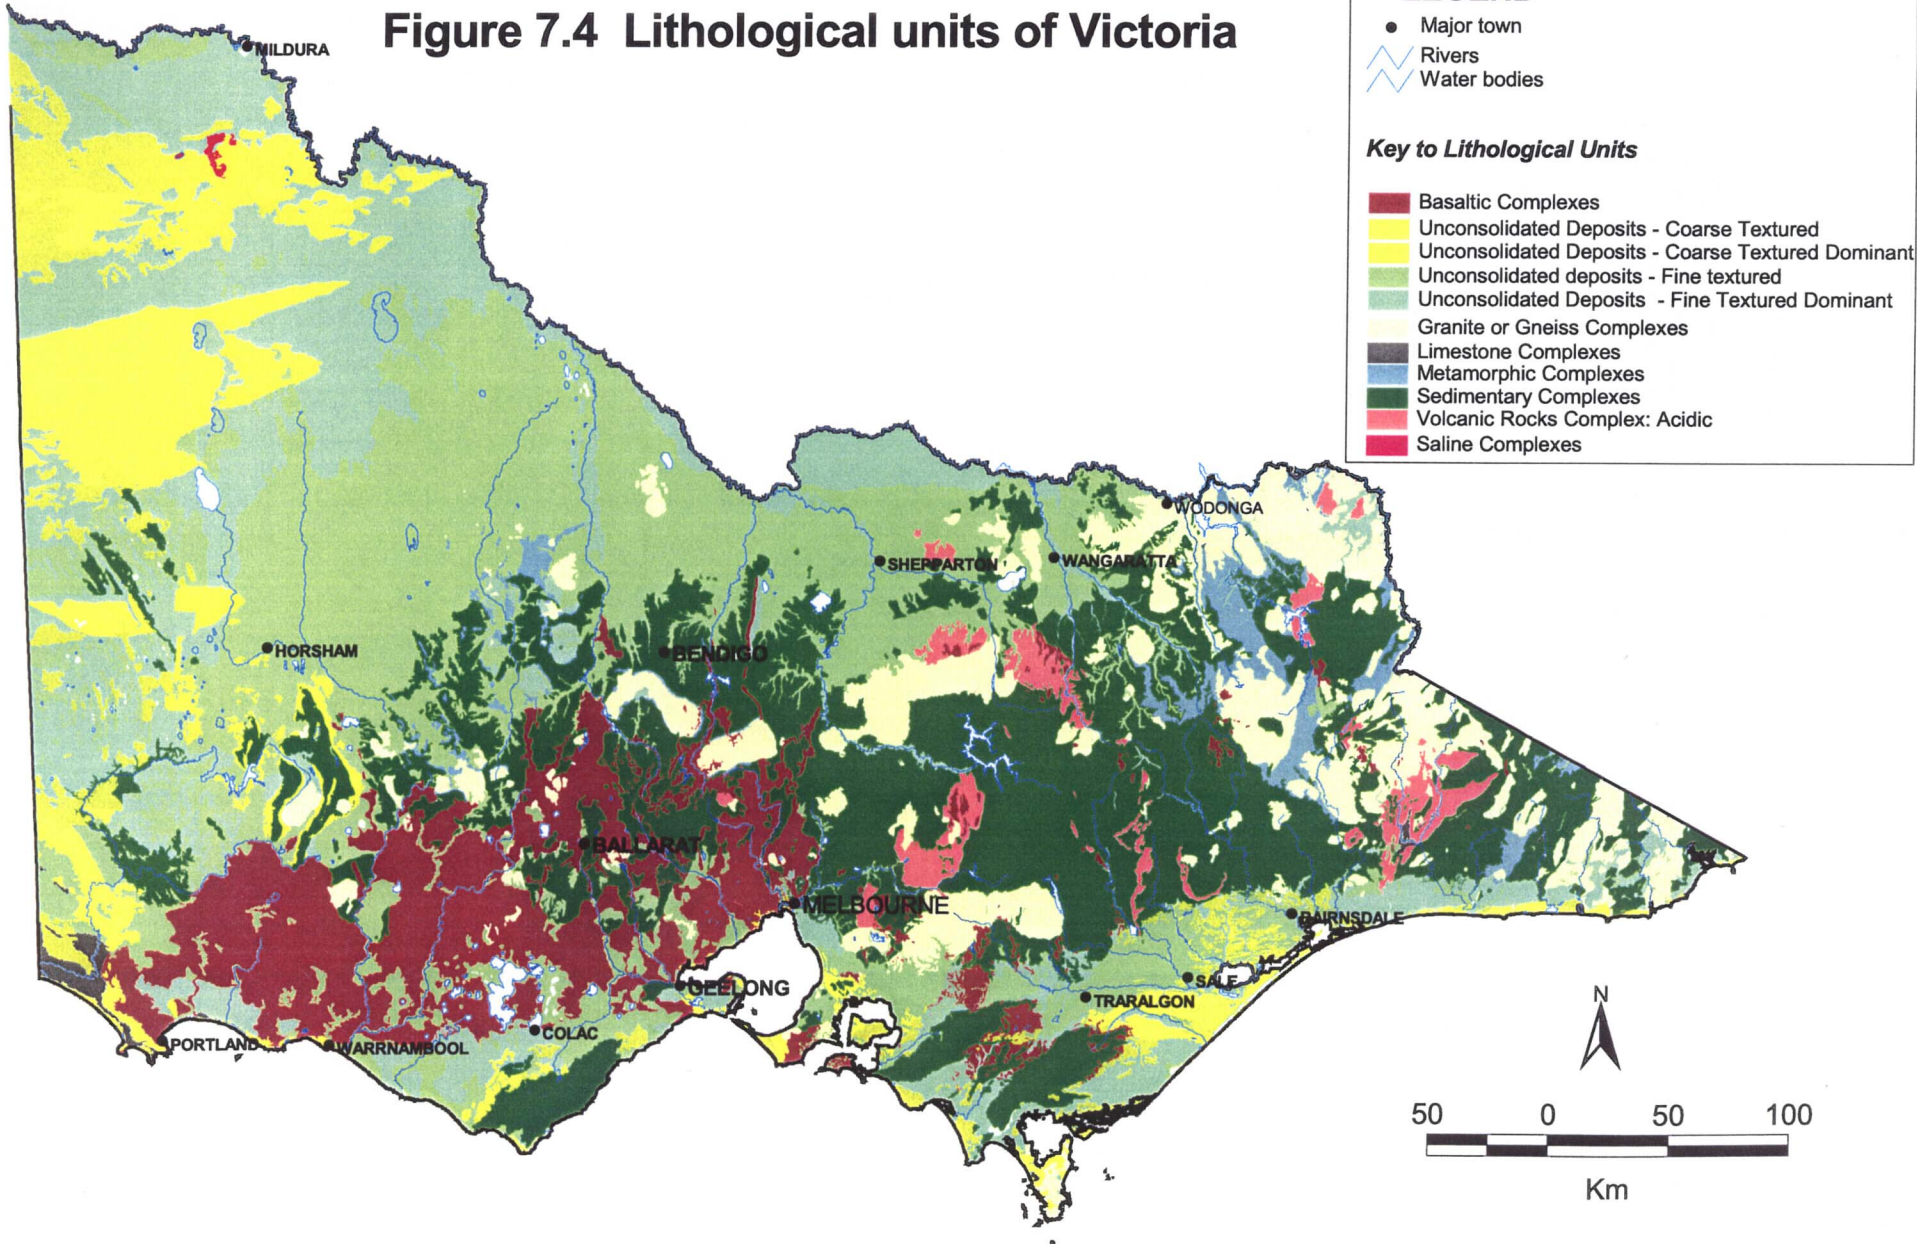 Figure 7.4 Lithological units of Victoria
Major town
Rivers
Water bodies
Key to Lithological Units
Basaltic Complexes
Unconsolidated Deposits - Coarse Textured
Unconsolidated Deposits - Coarse Textured Dominant
Unconsolidated deposits - Fine textured
Unconsolidated Deposits - Fine Textured Dominant
Granite or Gneiss Complexes
Limestone Complexes
Metamorphic Complexes
Sedimentary Complexes
Volcanic Rocks Complex: Acidic
Saline Complexes
MILDURA
WODONGA
SHEPPARTON
WANGARATTA
HORSHAM
BENDIGO
BALLARAT
MELBOURNE
BAIRNSDALE
GEELONG
SALE
TRARALGON
COLAC
PORTLAND
WARRNAMBOOL
N
50 0 50 100
Km